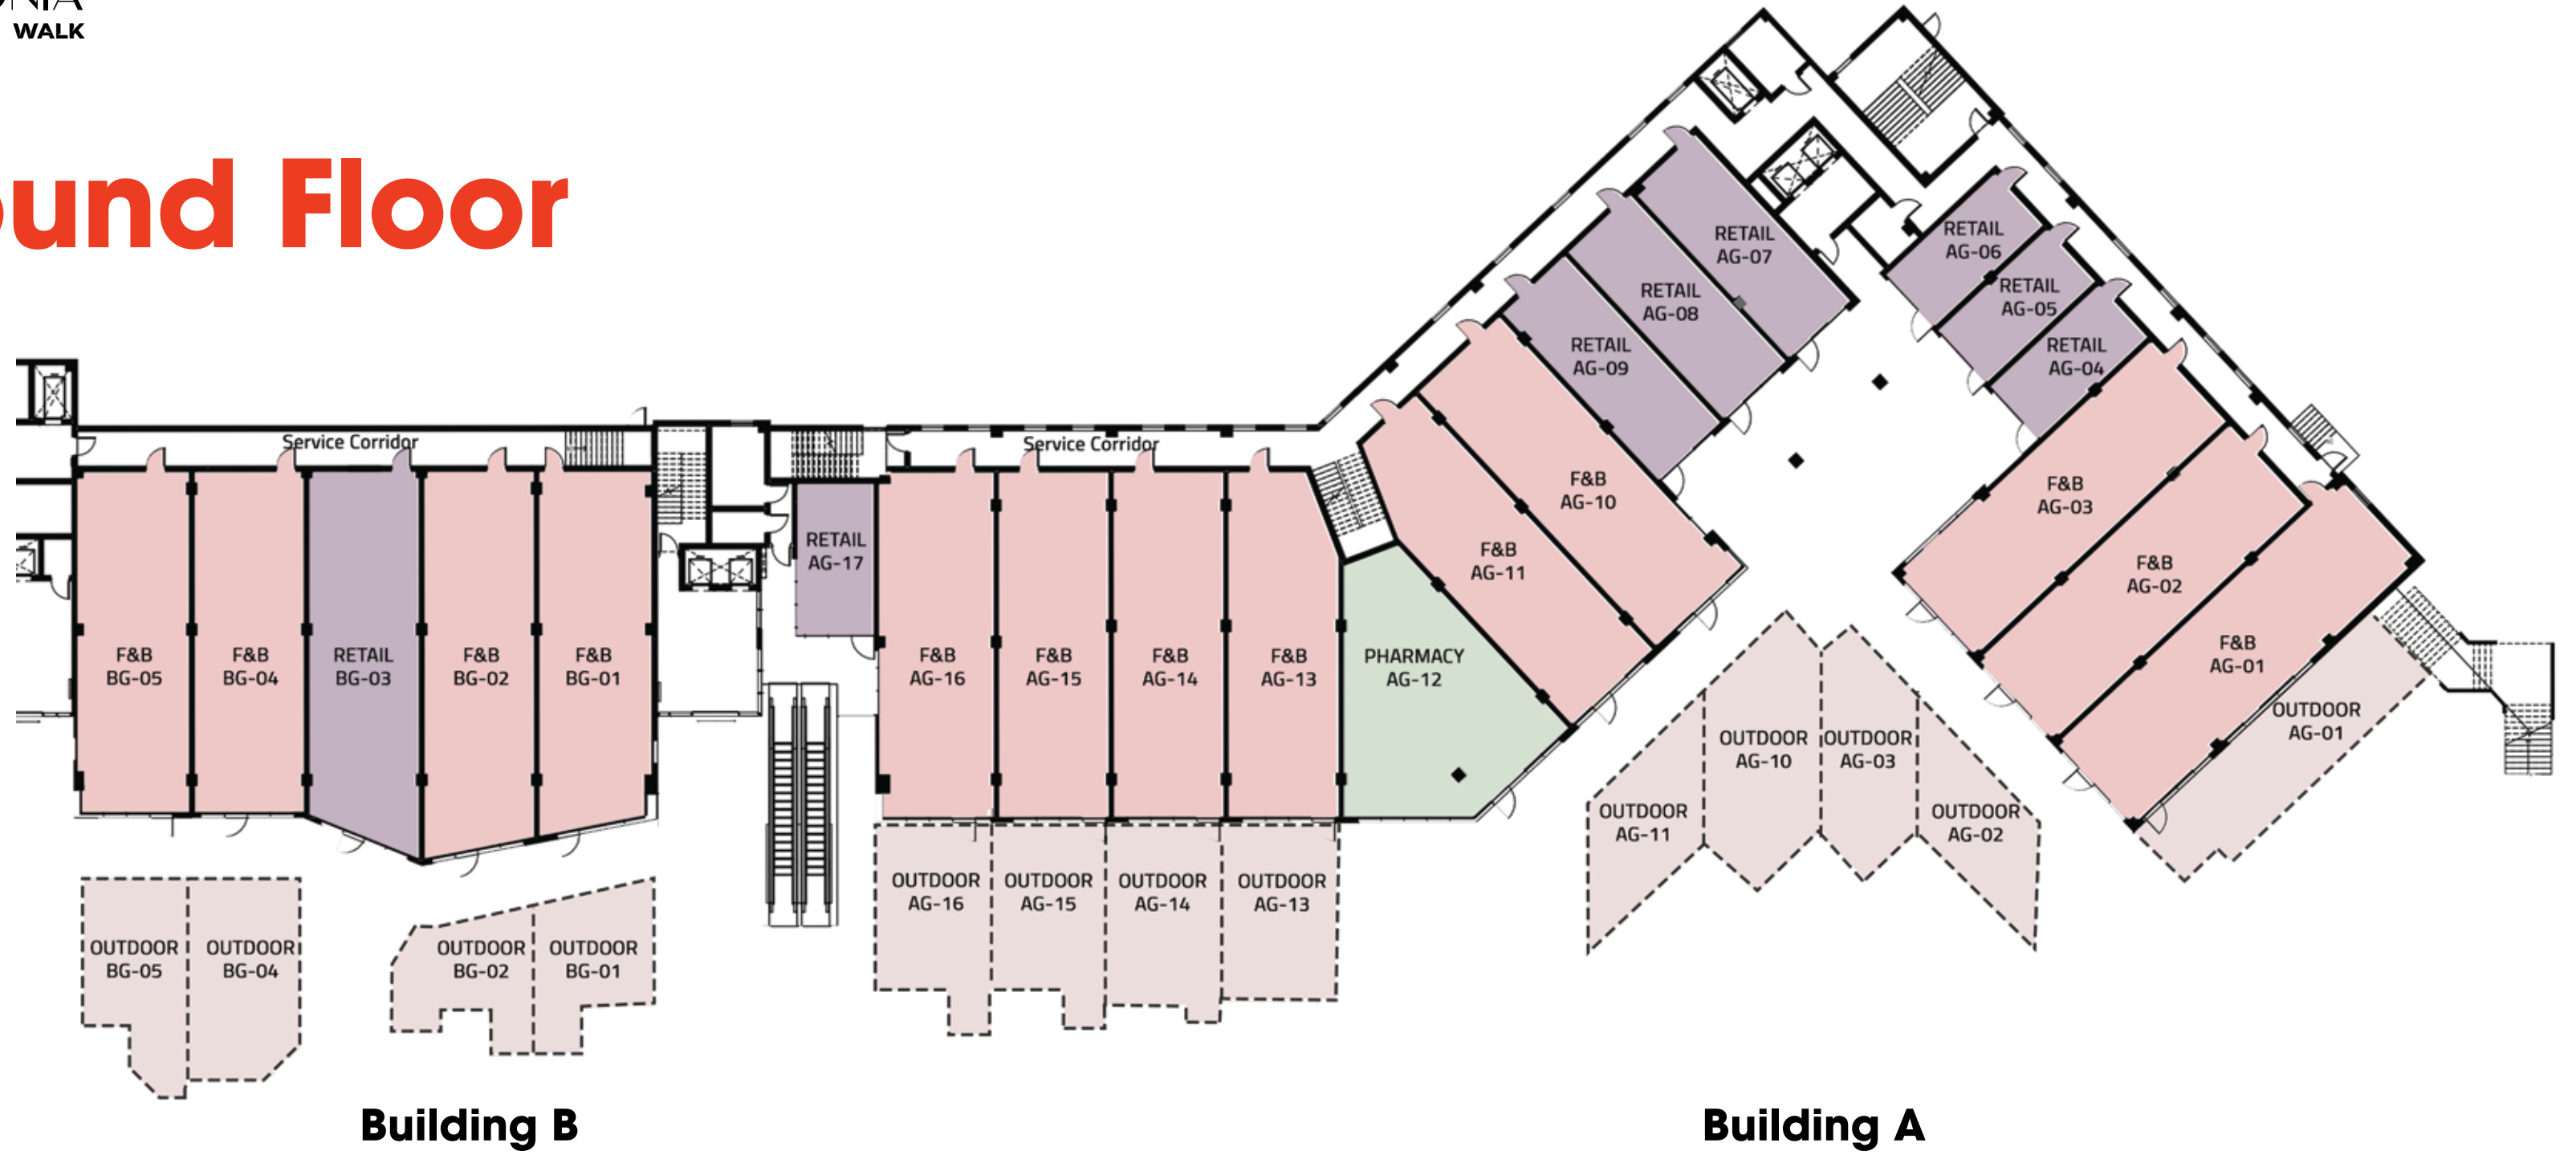 WALK
und Floor
Service Corridor
F&B
BG-05
F&B
BG-04
RETAIL
BG-03
F&B
BG-02
F&B
BG-01
OUTDOOR
BG-05
OUTDOOR
BG-04
OUTDOOR
BG-02
OUTDOOR
BG-01
Building B
RETAIL
AG-17
Service Corridor
F&B
AG-16
F&B
AG-15
F&B
AG-14
F&B
AG-13
PHARMACY
AG-12
OUTDOOR
AG-16
OUTDOOR
AG-15
OUTDOOR
AG-14
OUTDOOR
AG-13
F&B
AG-11
F&B
AG-10
RETAIL
AG-09
RETAIL
AG-08
RETAIL
AG-07
RETAIL
AG-06
RETAIL
AG-05
RETAIL
AG-04
F&B
AG-03
F&B
AG-02
F&B
AG-01
OUTDOOR
AG-11
OUTDOOR
AG-10
OUTDOOR
AG-03
OUTDOOR
AG-02
OUTDOOR
AG-01
Building A